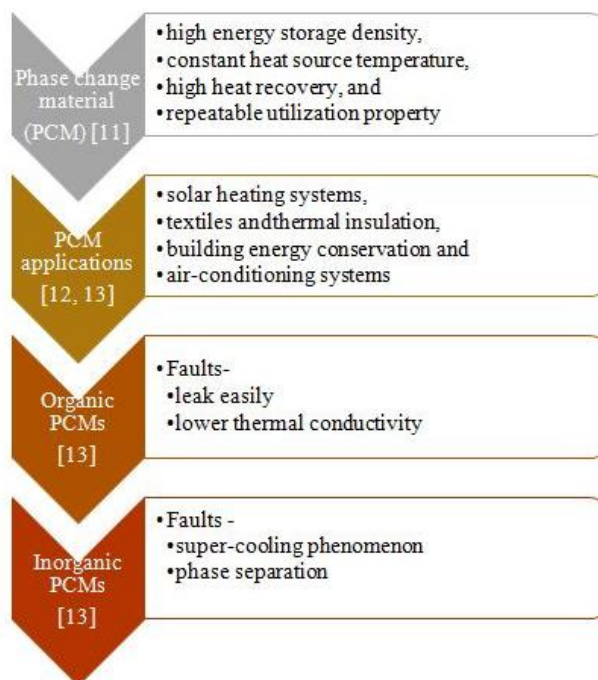 Phase change
material
(PCM) [11]
•high energy storage density,
•constant heat source temperature,
•high heat recovery, and
•repeatable utilization property
PCM
applications
[12, 13]
•solar heating systems,
•textiles andthermal insulation,
•building energy conservation and
•air-conditioning systems
Organic
PCMs
[13]
•Faults-
•leak easily
•lower thermal conductivity
Inorganic
PCMs
[13]
•Faults -
•super-cooling phenomenon
•phase separation